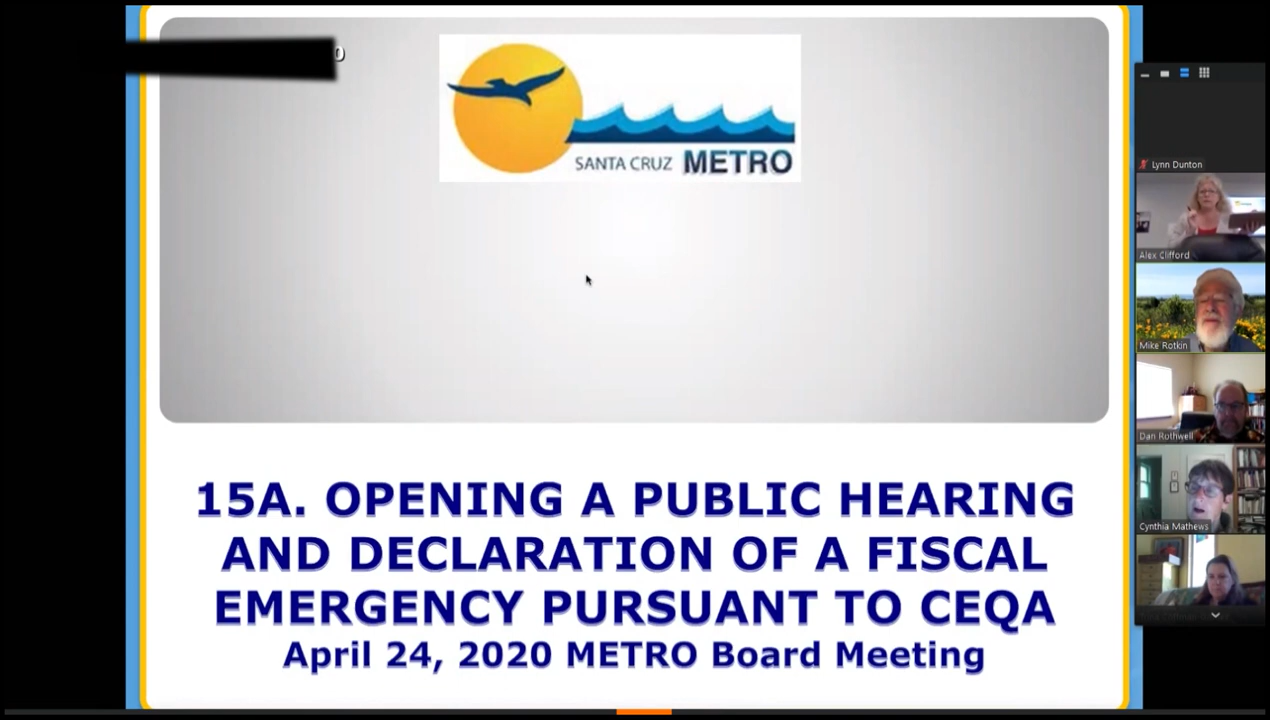 0
SANTA CRUZ METRO
Lynn Dunton
Alex Clifford
Mike Rotkin
Dan Rothwell
Cynthia Mathews
15A. OPENING A PUBLIC HEARING
AND DECLARATION OF A FISCAL
EMERGENCY PURSUANT TO CEQA
April 24, 2020 METRO Board Meeting